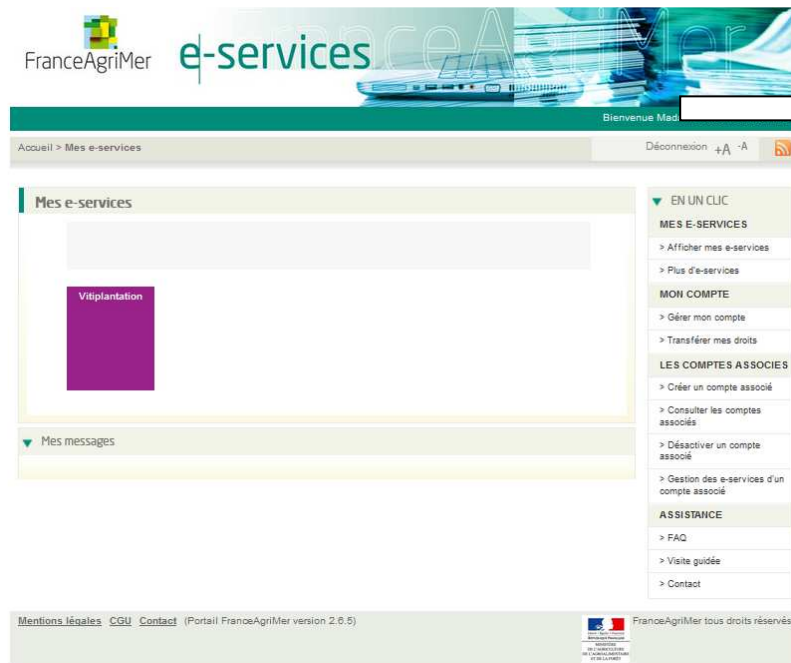 FranceAgriMer
e-services
Bienvenue Mad
Accueil > Mes e-services
Déconnexion +A -A
Mes e-services
Vitiplantation
Mes messages
EN UN CLIC
MES E-SERVICES
> Afficher mes e-services
> Plus d'e-services
MON COMPTE
> Gérer mon compte
> Transférer mes droits
LES COMPTES ASSOCIES
> Créer un compte associé
> Consulter les comptes
associés
> Désactiver un compte
associé
> Gestion des e-services d'un
compte associé
ASSISTANCE
> FAQ
> Visite guidée
> Contact
Mentions légales CGU Contact (Portail FranceAgriMer version 2.6.5)
FranceAgriMer tous droits réservés